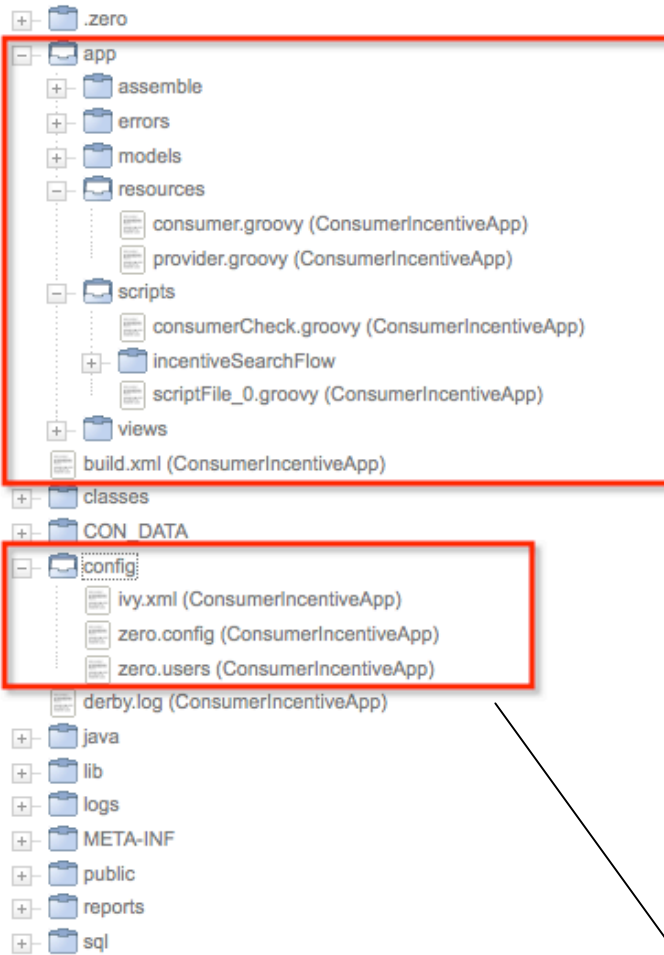 .zero
app
assemble
errors
models
resources
consumer.groovy (ConsumerIncentiveApp)
provider.groovy (ConsumerIncentiveApp)
scripts
consumerCheck.groovy (ConsumerIncentiveApp)
incentiveSearchFlow
scriptFile_0.groovy (ConsumerIncentiveApp)
views
build.xml (ConsumerIncentiveApp)
classes
CON_DATA
config
ivy.xml (ConsumerIncentiveApp)
zero.config (ConsumerIncentiveApp)
zero.users (ConsumerIncentiveApp)
derby.log (ConsumerIncentiveApp)
java
lib
logs
META-INF
public
reports
sql